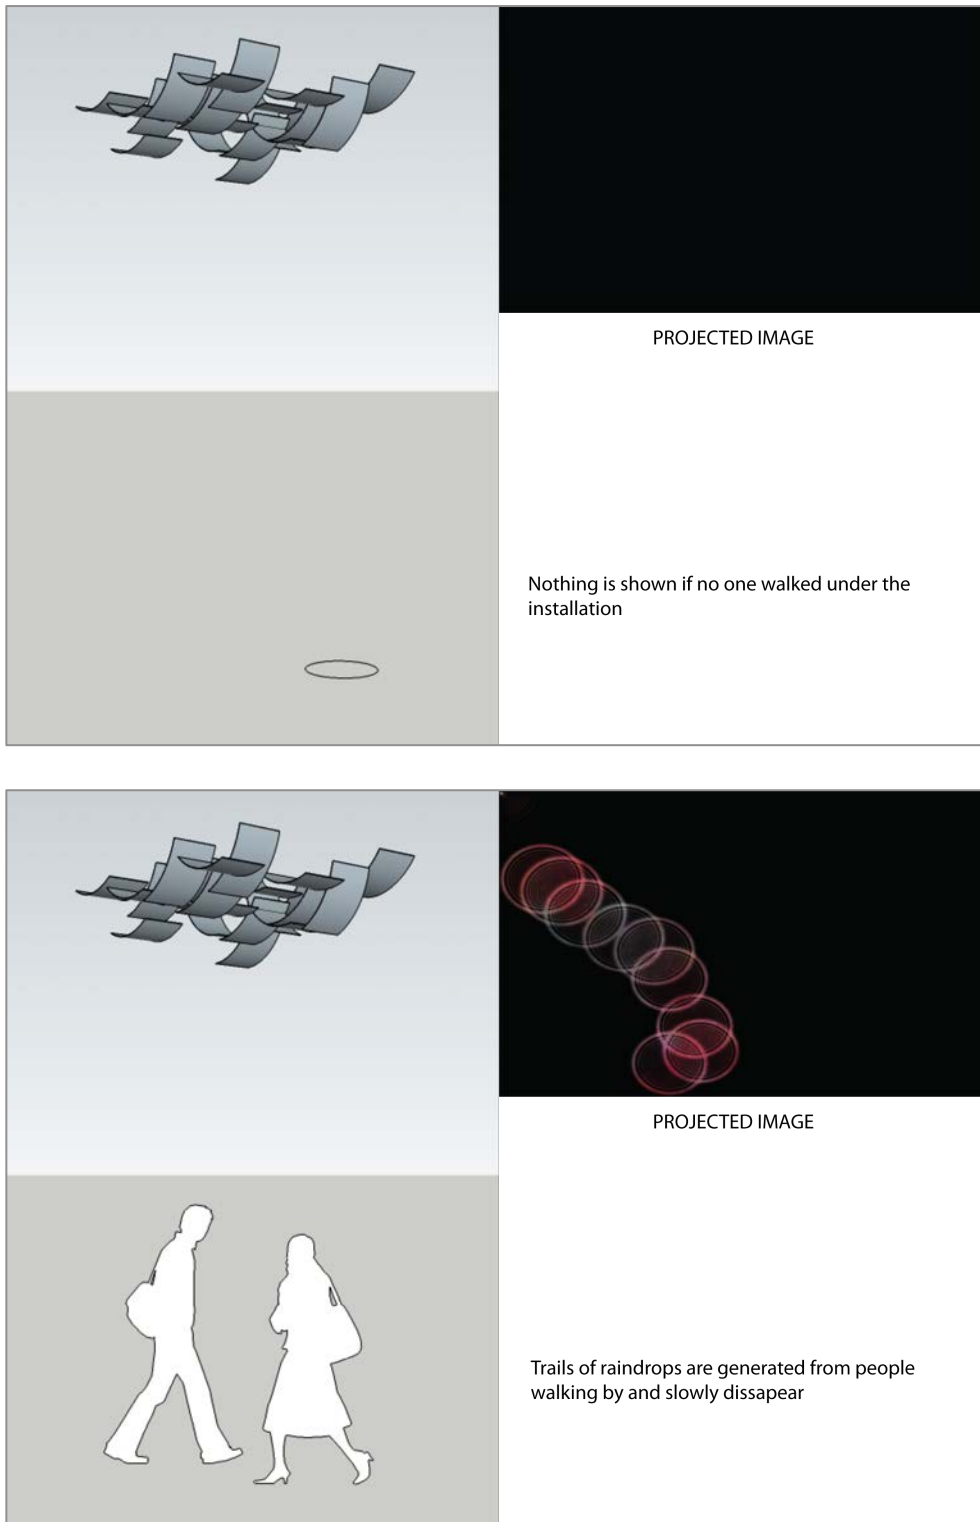 PROJECTED IMAGE
Nothing is shown if no one walked under the
installation
PROJECTED IMAGE
Trails of raindrops are generated from people
walking by and slowly dissapear